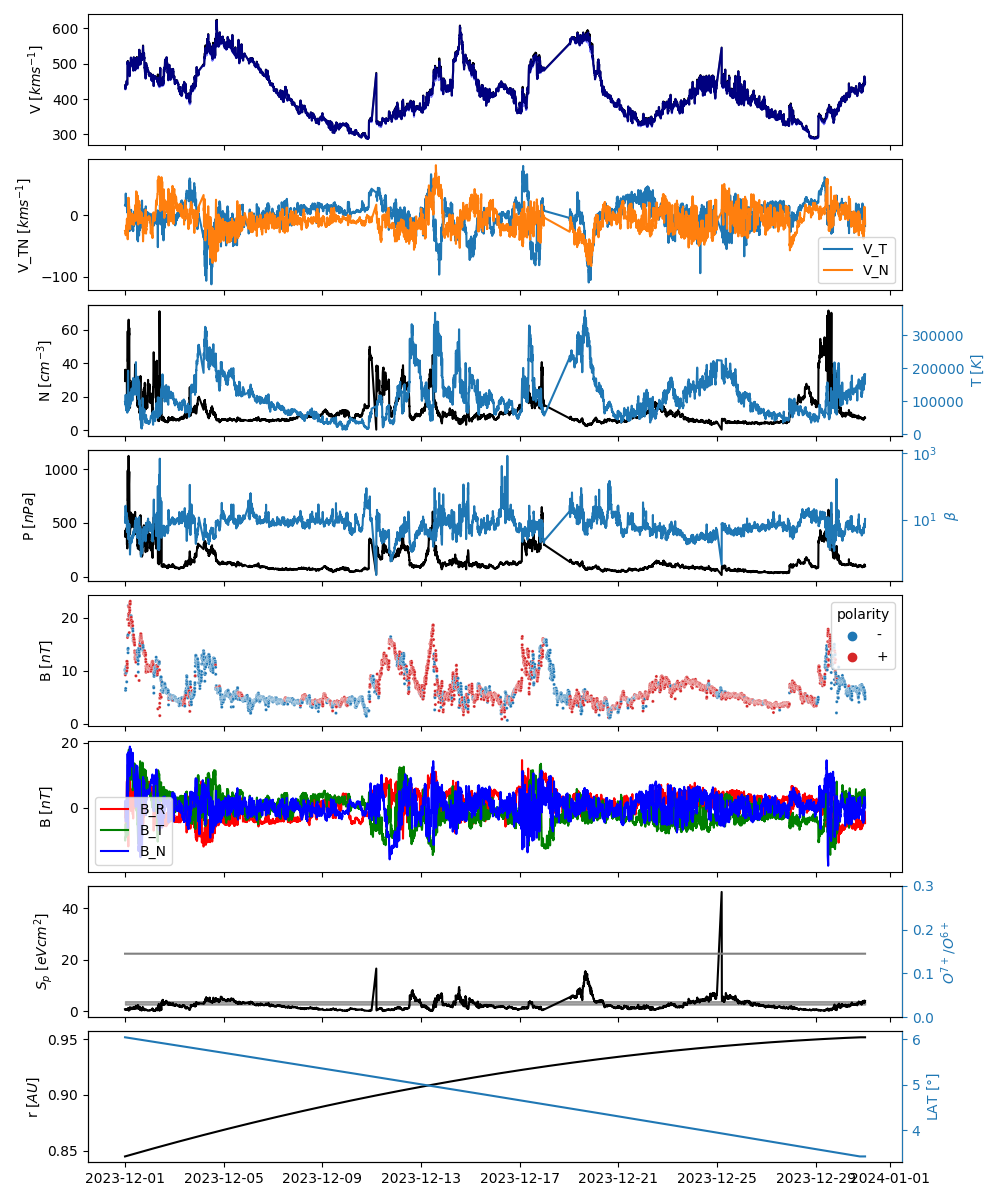 600
500
400
300
V [kms⁻¹]
0
−100
V_TN [kms⁻¹]
V_T
V_N
60
40
20
0
N [cm⁻³]
300000
200000
100000
0
T [K]
1000
500
0
P [nPa]
10³
10¹
β
20
10
0
B [nT]
polarity
-
+
20
0
B [nT]
B_R
B_T
B_N
40
20
0
S_p [eVcm²]
0.3
0.2
0.1
0.0
O⁷⁺/O⁶⁺
0.95
0.90
0.85
r [AU]
6
5
4
LAT [°]
2023-12-01 2023-12-05 2023-12-09 2023-12-13 2023-12-17 2023-12-21 2023-12-25 2023-12-29 2024-01-01